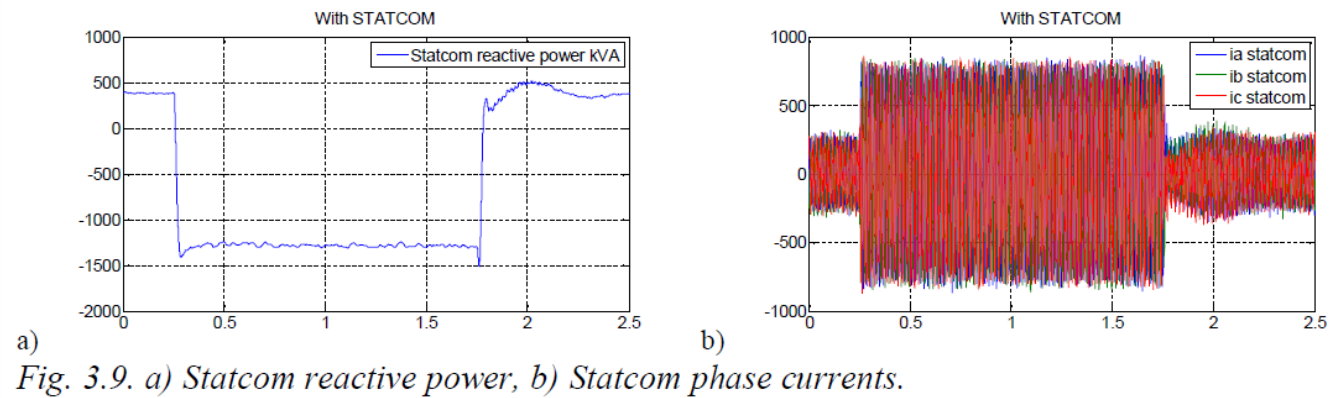 With STATCOM
1000
500
0
-500
-1000
-1500
-2000
0
0.5
1
1.5
2
2.5
Statcom reactive power kVA
a)
With STATCOM
1000
500
0
-500
-1000
0
0.5
1
1.5
2
2.5
ia statcom
ib statcom
ic statcom
b)
Fig. 3.9. a) Statcom reactive power, b) Statcom phase currents.